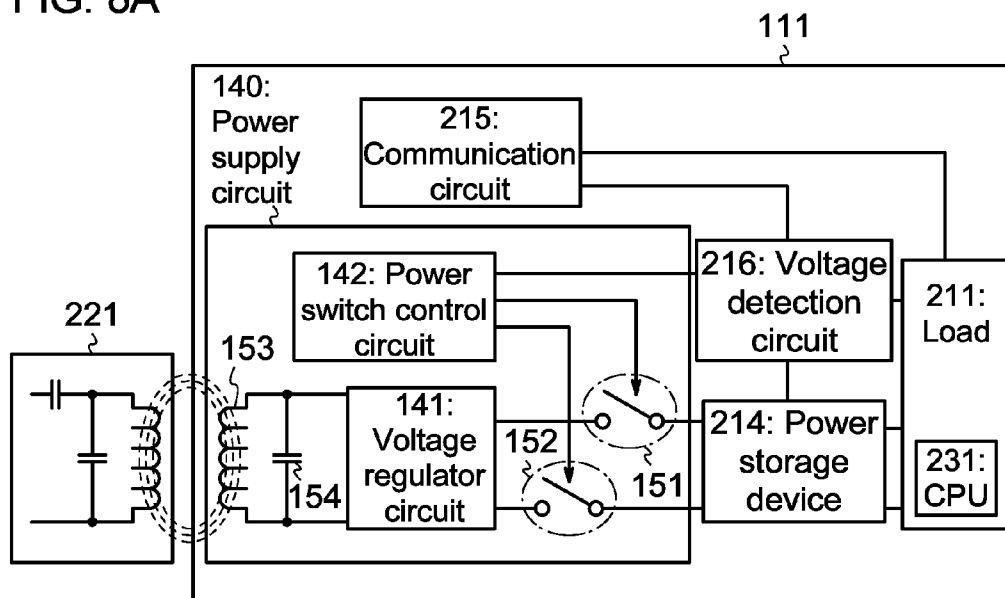 FIG. 8A
111
140:
Power
supply
circuit
215:
Communication
circuit
142: Power
switch control
circuit
216: Voltage
detection
circuit
211:
Load
221
153
141:
Voltage
regulator
circuit
152
154
151
214: Power
storage
device
231:
CPU